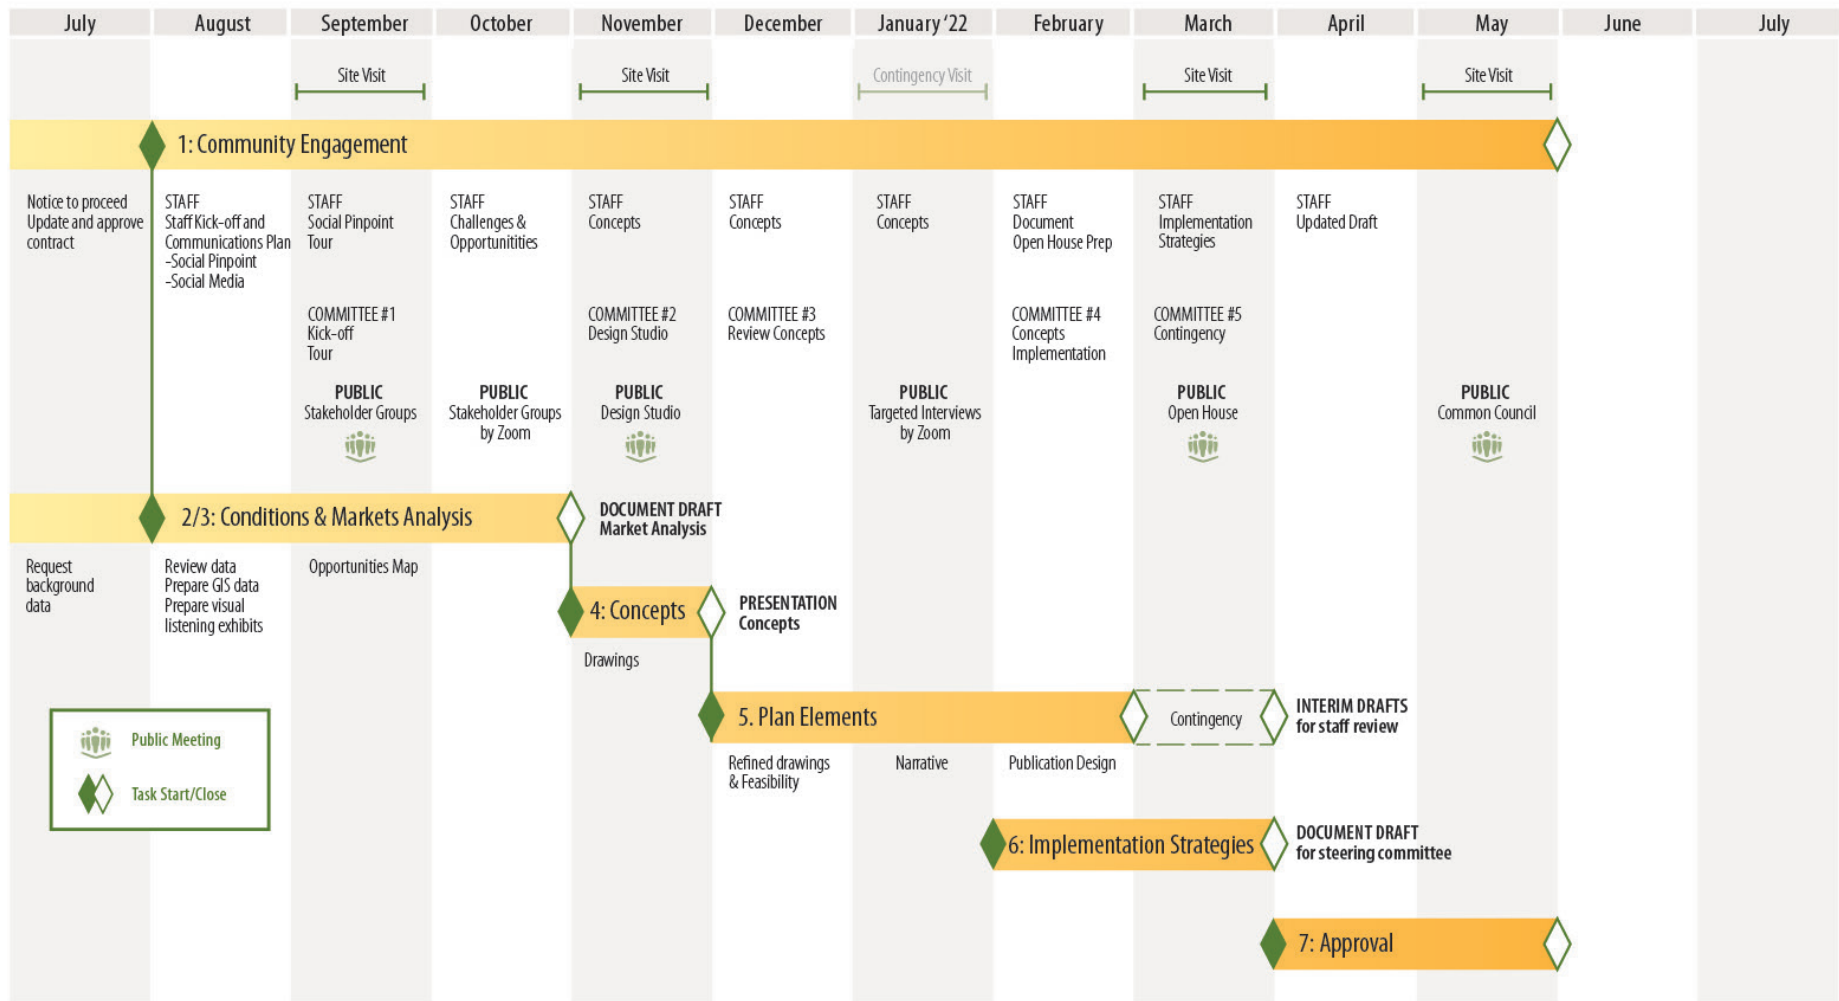 July
August
September
October
November
December
January ‘22
February
March
April
May
June
July
Site Visit
Site Visit
Contingency Visit
Site Visit
Site Visit
1: Community Engagement
Notice to proceed
Update and approve
contract
STAFF
Staff Kick-off and
Communications Plan
-Social Pinpoint
-Social Media
STAFF
Social Pinpoint
Tour
STAFF
Challenges &
Opportunitities
STAFF
Concepts
STAFF
Concepts
STAFF
Concepts
STAFF
Document
Open House Prep
STAFF
Implementation
Strategies
STAFF
Updated Draft
COMMITTEE #1
Kick-off
Tour
COMMITTEE #2
Design Studio
COMMITTEE #3
Review Concepts
COMMITTEE #4
Concepts
Implementation
COMMITTEE #5
Contingency
PUBLIC
Stakeholder Groups
PUBLIC
Stakeholder Groups
by Zoom
PUBLIC
Design Studio
PUBLIC
Targeted Interviews
by Zoom
PUBLIC
Open House
PUBLIC
Common Council
2/3: Conditions & Markets Analysis
DOCUMENT DRAFT
Market Analysis
Request
background
data
Review data
Prepare GIS data
Prepare visual
listening exhibits
Opportunities Map
4: Concepts
PRESENTATION
Concepts
Drawings
5. Plan Elements
Contingency
INTERIM DRAFTS
for staff review
Refined drawings
& Feasibility
Narrative
Publication Design
Public Meeting
Task Start/Close
6: Implementation Strategies
DOCUMENT DRAFT
for steering committee
7: Approval